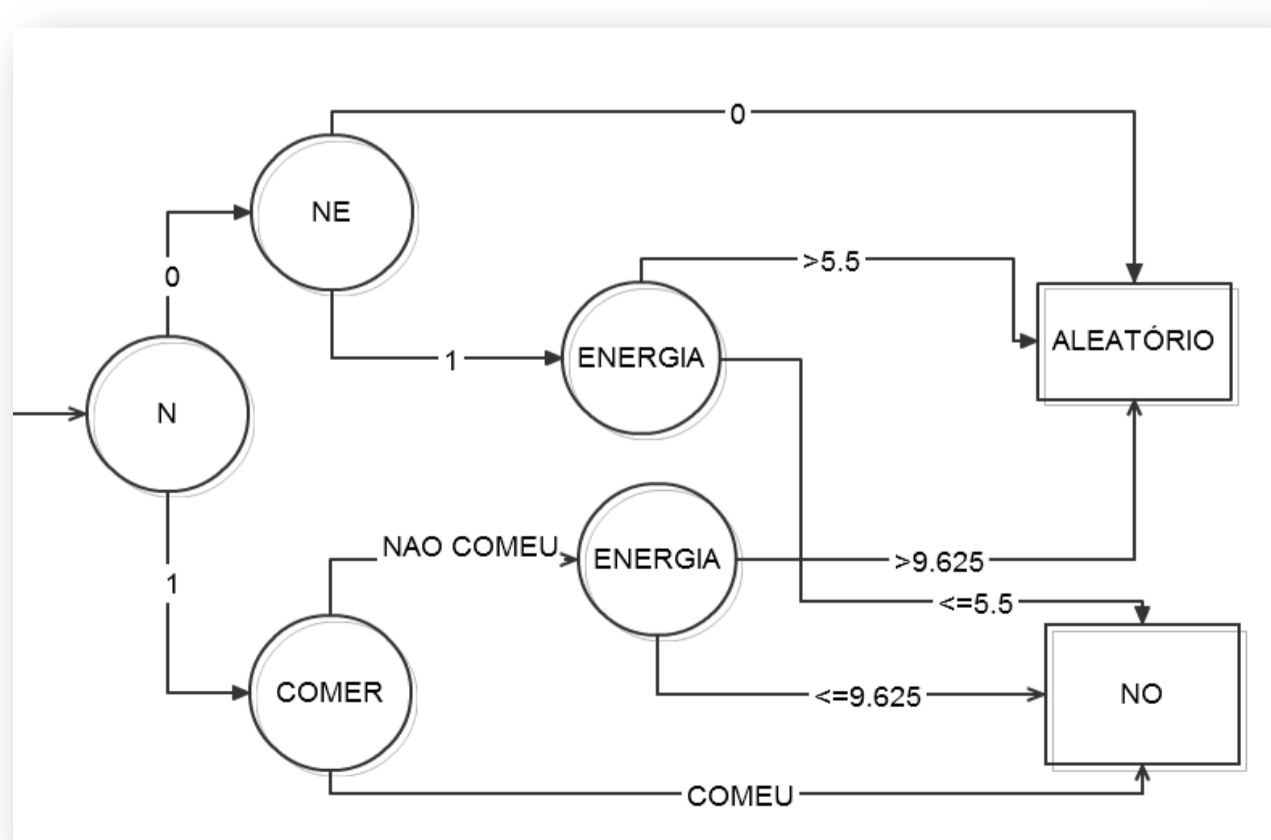 0
NE
0
>5.5
ALEATÓRIO
1
ENERGIA
N
NAO COMEU
ENERGIA
>9.625
1
<=5.5
COMER
<=9.625
NO
COMEU